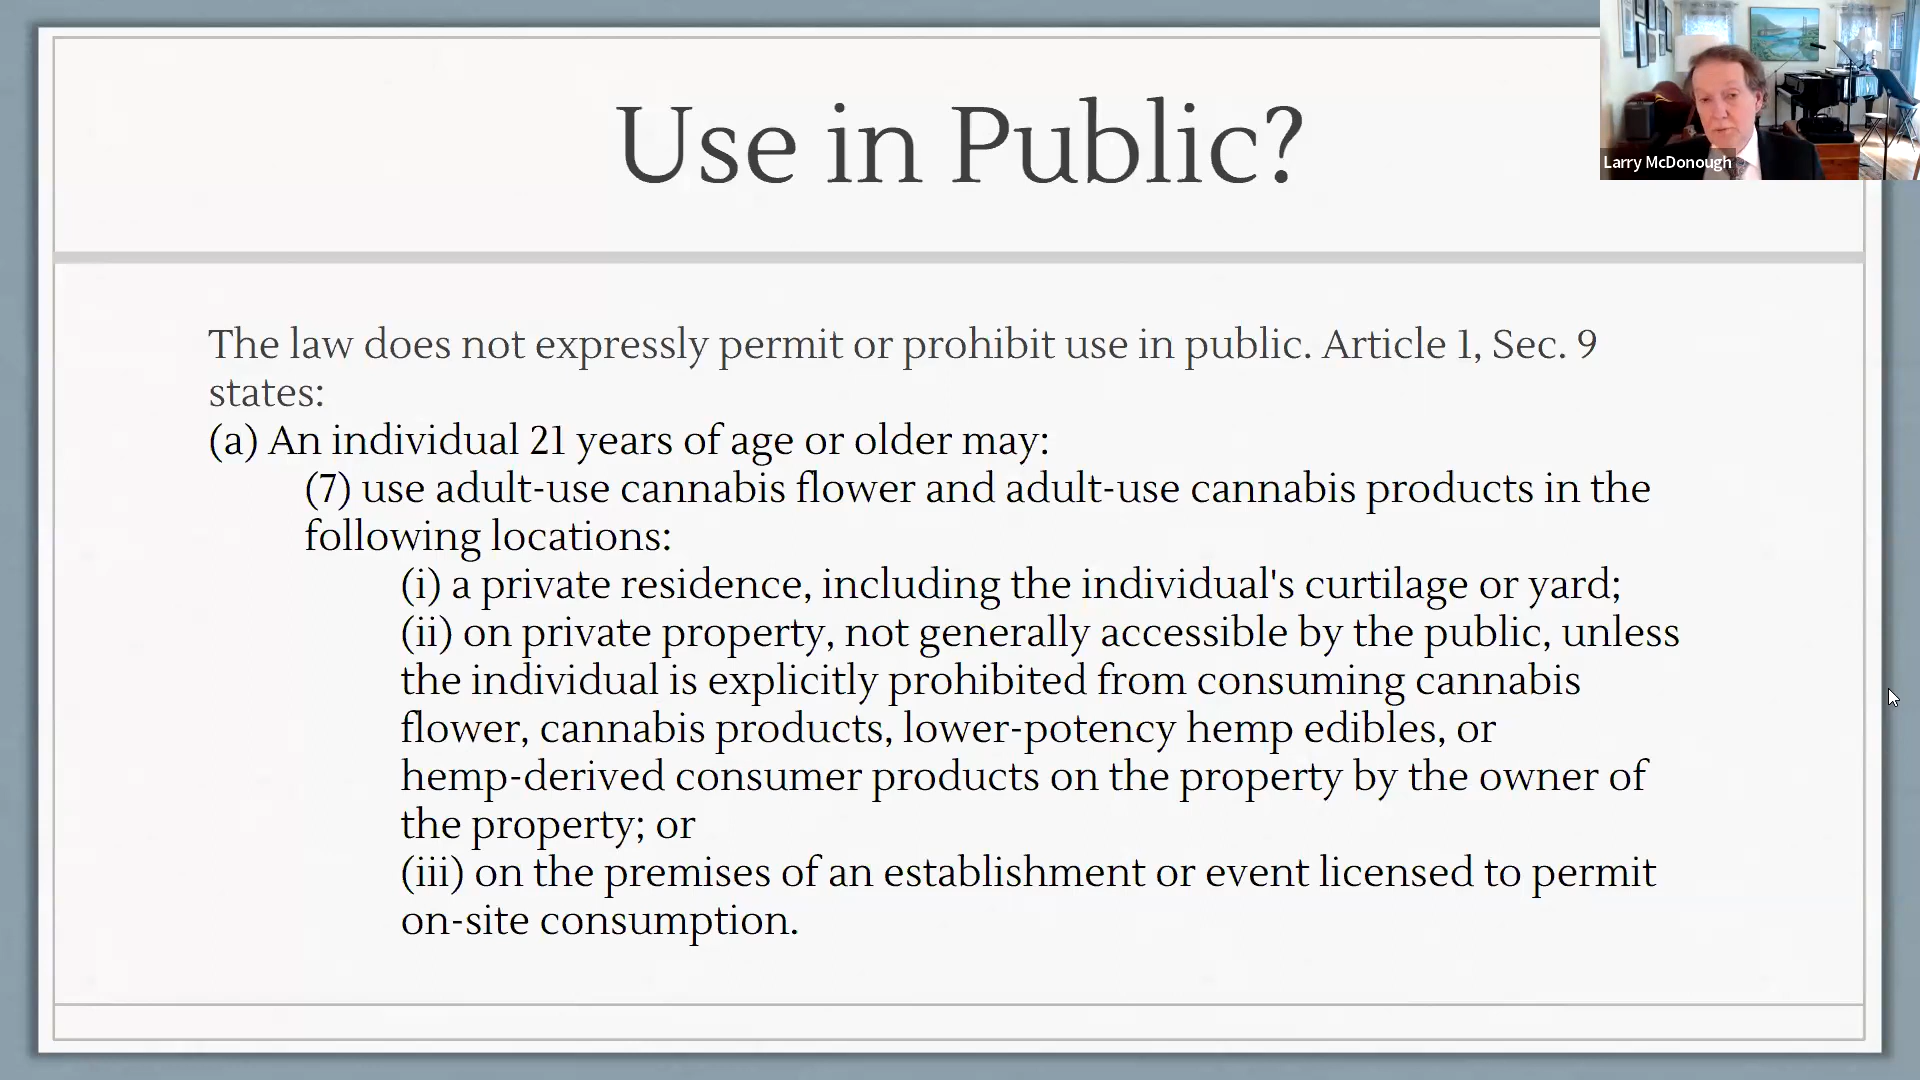 Use in Public?
Larry McDonough
The law does not expressly permit or prohibit use in public. Article 1, Sec. 9
states:
(a) An individual 21 years of age or older may:
(7) use adult-use cannabis flower and adult-use cannabis products in the
following locations:
(i) a private residence, including the individual's curtilage or yard;
(ii) on private property, not generally accessible by the public, unless
the individual is explicitly prohibited from consuming cannabis
flower, cannabis products, lower-potency hemp edibles, or
hemp-derived consumer products on the property by the owner of
the property; or
(iii) on the premises of an establishment or event licensed to permit
on-site consumption.